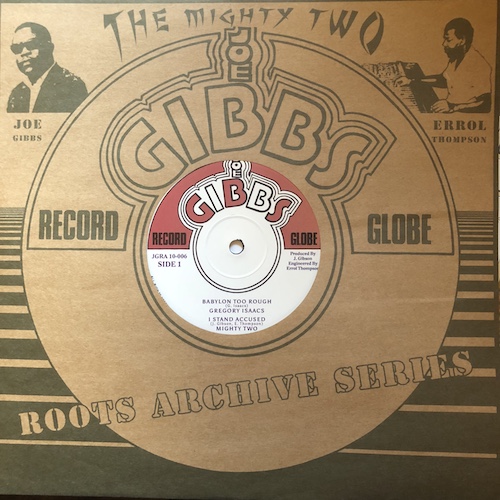 THE MIGHTY TWO
JOE
GIBBS
JOE
GIBBS
ERROL
THOMPSON
RECORD
GLOBE
JOE
GIBBS
RECORD
GLOBE
JGRA 10-006
SIDE 1
Produced By
J. Gibson
Engineered By
Errol Thompson
BABYLON TOO ROUGH
(G. Isaacs)
GREGORY ISAACS
I STAND ACCUSED
(J. Gibson, E. Thompson)
MIGHTY TWO
ROOTS ARCHIVE SERIES